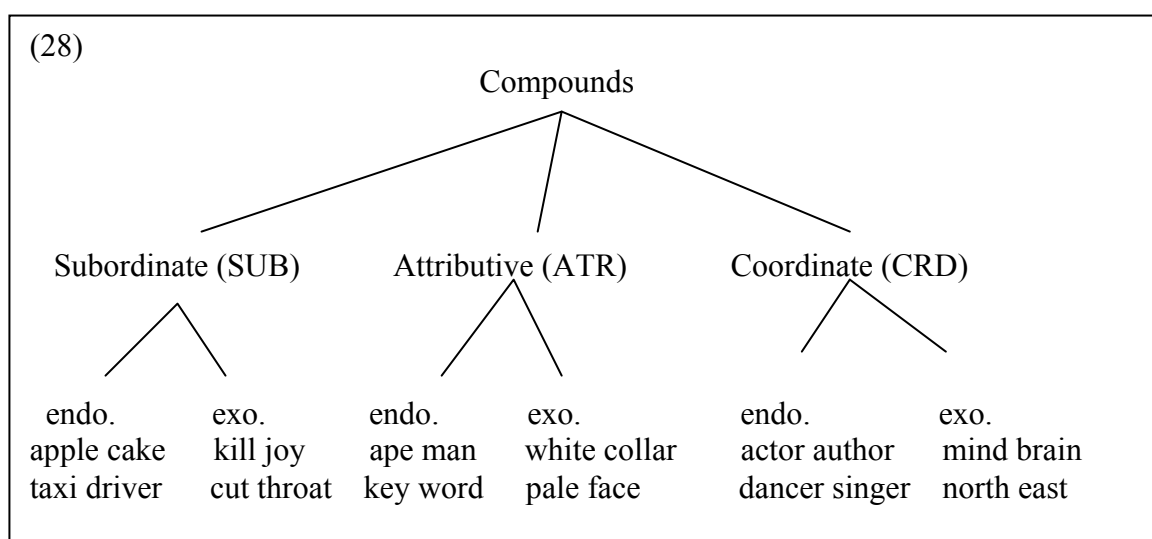 (28)
Compounds
Subordinate (SUB) Attributive (ATR) Coordinate (CRD)
endo. exo. endo. exo. endo. exo.
apple cake kill joy ape man white collar actor author mind brain
taxi driver cut throat key word pale face dancer singer north east